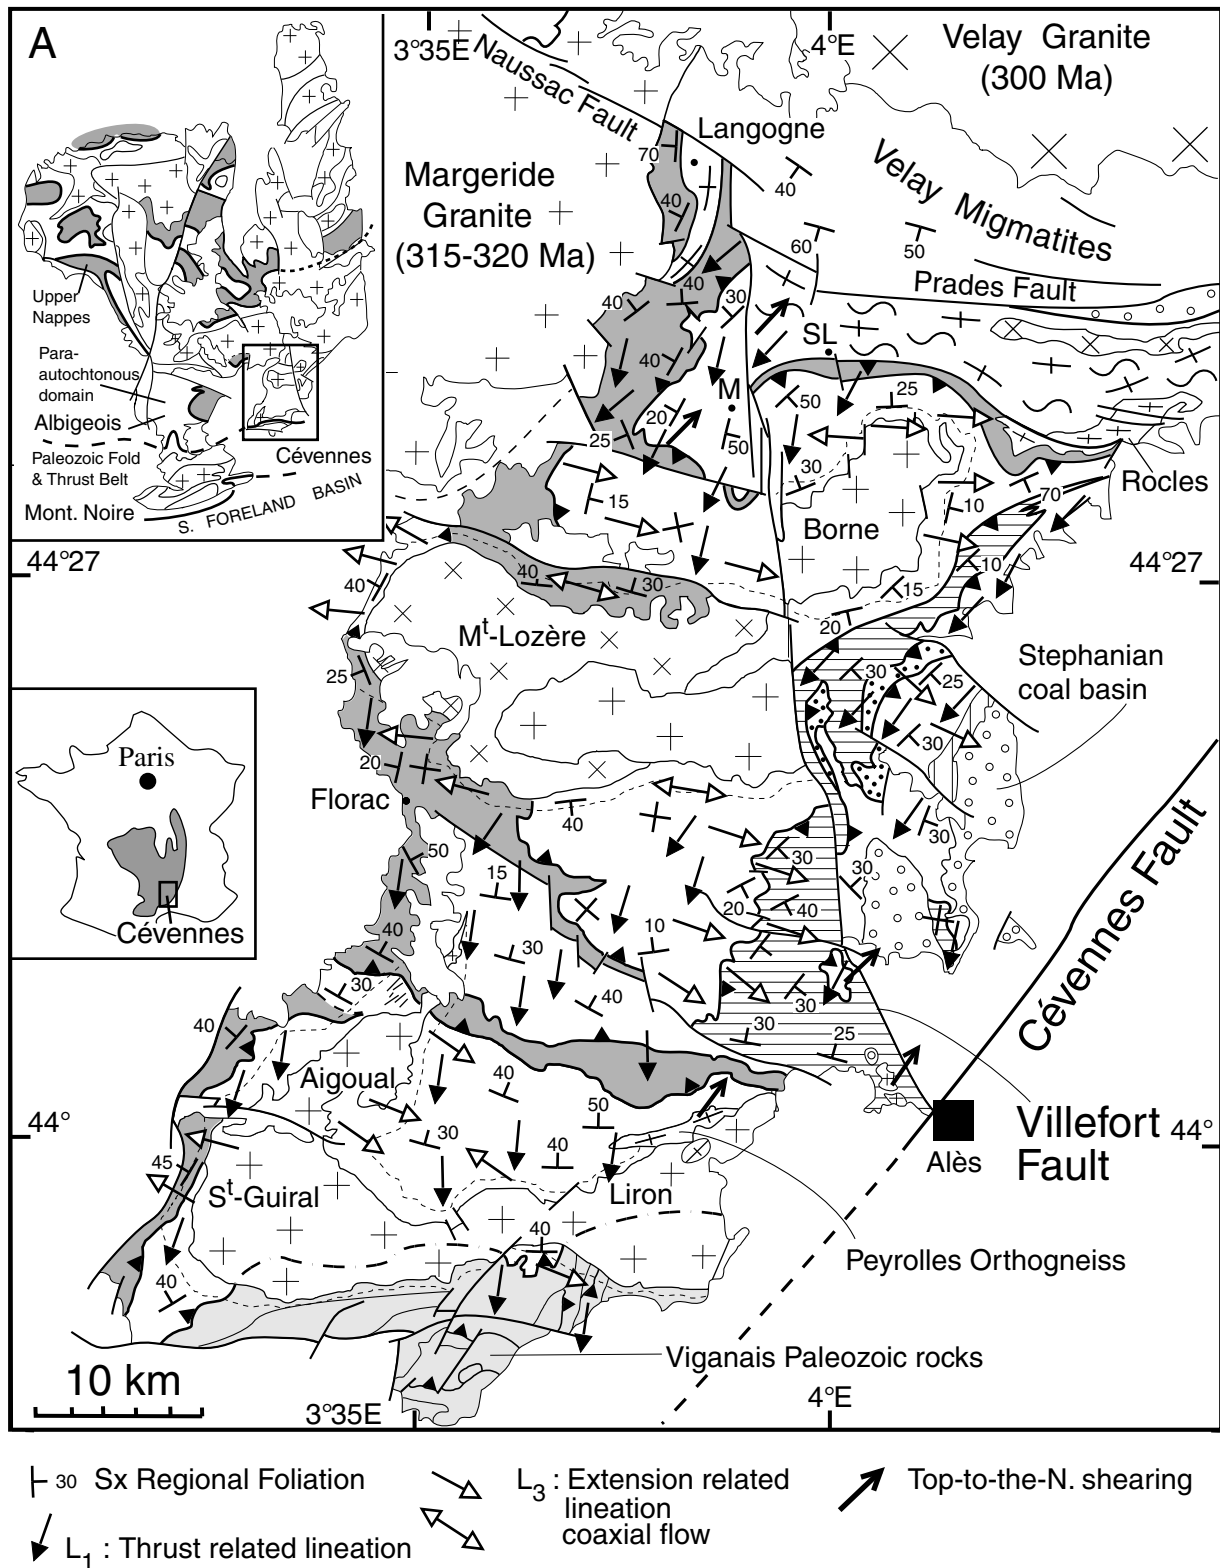 A
3°35E
4°E
Velay Granite
(300 Ma)
Naussac Fault
Langogne
70
40
Margeride
Granite
(315-320 Ma)
Velay Migmatites
40
60
50
Prades Fault
40
40
30
SL
40
M
20
50
25
50
25
30
15
Rocles
70
10
Borne
10
15
20
Upper
Nappes
Para-
autochtonous
domain
Albigeois
Paleozoic Fold
& Thrust Belt
Cévennes
Mont. Noire
S. FORELAND BASIN
44°27
44°27
40
40
30
Mt-Lozère
Stephanian
coal basin
30
25
30
25
20
Paris
Cévennes
Florac
40
30
30
30
50
15
20
40
10
30
40
40
30
30
30
25
Cévennes Fault
40
Aigoual
40
50
30
40
44°
Villefort
Fault
44°
Alès
45
St-Guiral
Liron
40
Peyrolles Orthogneiss
40
Viganais Paleozoic rocks
10 km
3°35E
4°E
30 Sx Regional Foliation
L3 : Extension related
lineation
coaxial flow
Top-to-the-N. shearing
L1 : Thrust related lineation